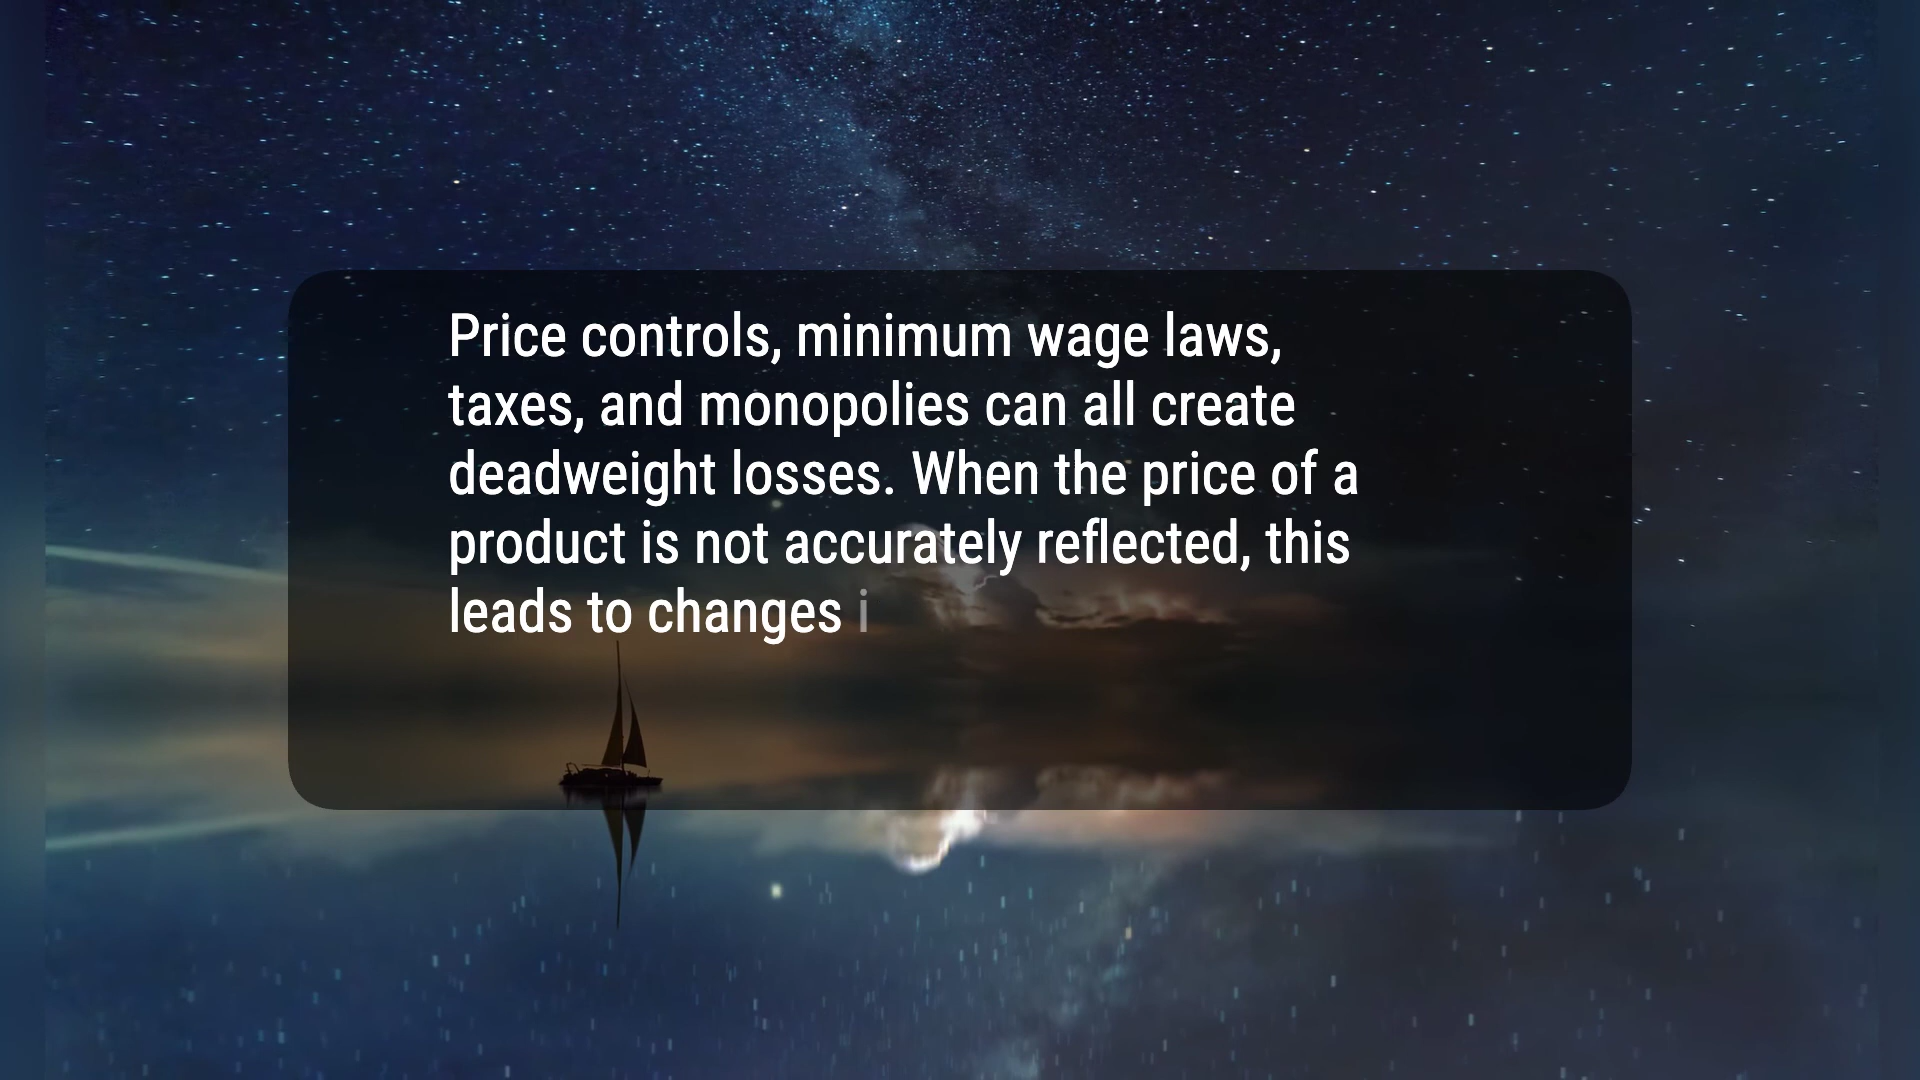 Price controls, minimum wage laws,
taxes, and monopolies can all create
deadweight losses. When the price of a
product is not accurately reflected, this
leads to changes i